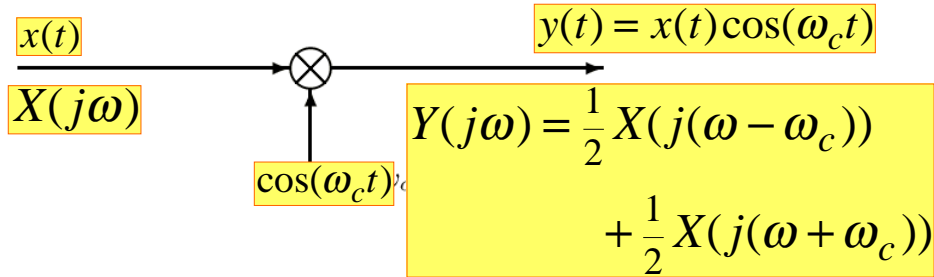 x(t)
y(t) = x(t)cos(ω_c t)
X(jω)
Y(jω) = 1/2 X(j(ω − ω_c))
cos(ω_c t)
+ 1/2 X(j(ω + ω_c))